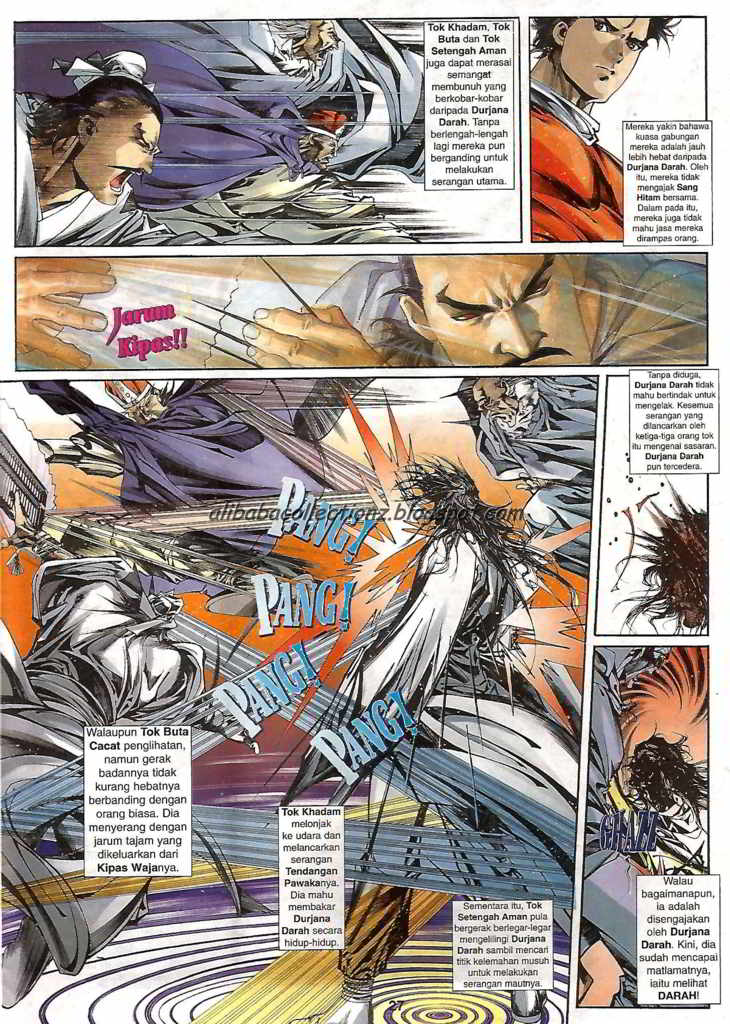 Tok Khadam, Tok
Buta dan Tok
Setengah Aman
juga dapat merasai
semangat
membunuh yang
berkobar-kobar
daripada Durjana
Darah. Tanpa
berlengah-lengah
lagi mereka pun
berganding untuk
melakukan
serangan utama.
Mereka yakin bahawa
kuasa gabungan
mereka adalah jauh
lebih hebat daripada
Durjana Darah. Oleh
itu, mereka tidak
mengajak Sang
Hitam bersama.
Dalam pada itu,
mereka juga tidak
mahu jasa mereka
dirampas orang.
Jarum
Kipas!!
Tanpa diduga,
Durjana Darah tidak
mahu bertindak untuk
mengelak. Kesemua
serangan yang
dilancarkan oleh
ketiga-tiga orang tok
itu mengenai sasaran.
Durjana Darah
pun tercedera.
alibabacollectionz.blogspot.com
PANG!
PANG!
PANG!
PANG!
Walaupun Tok Buta
Cacat penglihatan,
namun gerak
badannya tidak
kurang hebatnya
berbanding dengan
orang biasa. Dia
menyerang dengan
jarum tajam yang
dikeluarkan dari
Kipas Wajanya.
Tok Khadam
melonjak
ke udara dan
melancarkan
serangan
Tendangan
Pawakanya.
Dia mahu
membakar
Durjana
Darah secara
hidup-hidup.
Sementara itu, Tok
Setengah Aman pula
bergerak berlegar-legar
mengelilingi Durjana
Darah sambil mencari
titik kelemahan musuh
untuk melakukan
serangan mautnya.
GHAZZ
Walau
bagaimanapun,
ia adalah
disengajakan
oleh Durjana
Darah. Kini, dia
sudah mencapai
matlamatnya,
iaitu melihat
DARAH!
27